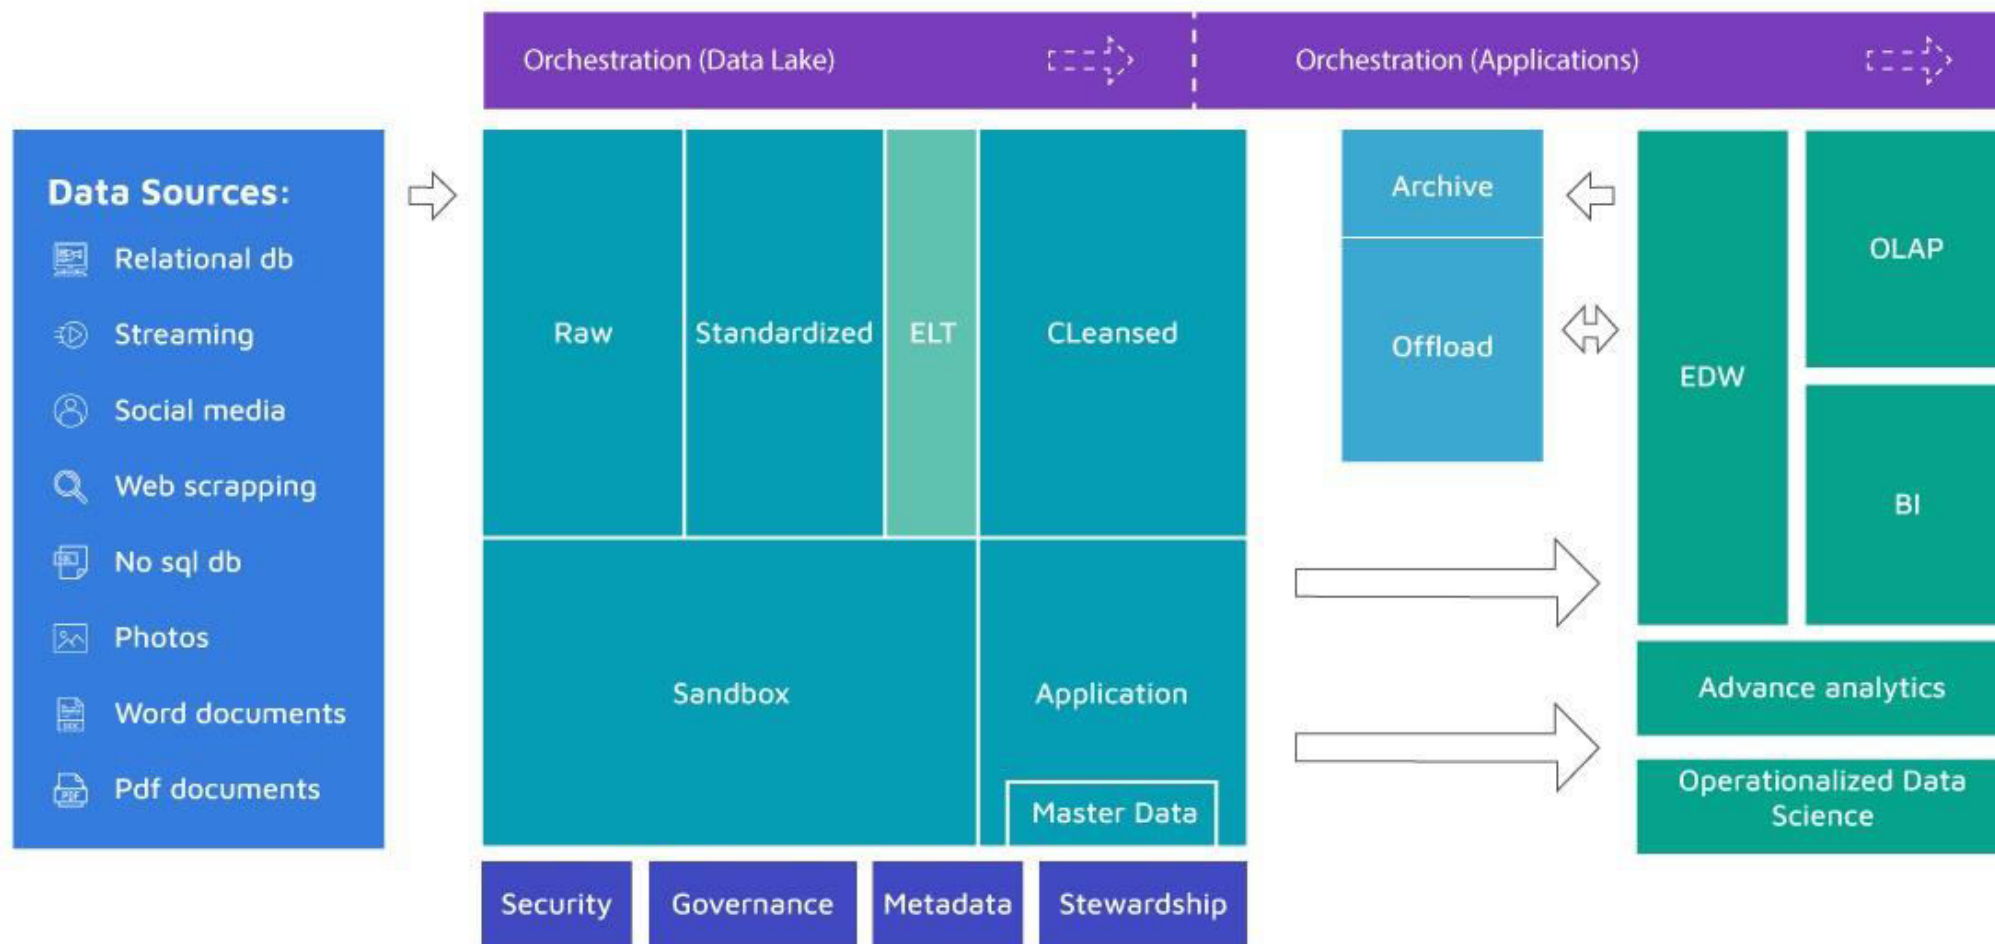 Orchestration (Data Lake)
Orchestration (Applications)
Data Sources:
Relational db
Streaming
Social media
Web scrapping
No sql db
Photos
Word documents
Pdf documents
Raw
Standardized
ELT
CLeansed
Sandbox
Application
Master Data
Security
Governance
Metadata
Stewardship
Archive
Offload
EDW
OLAP
BI
Advance analytics
Operationalized Data
Science